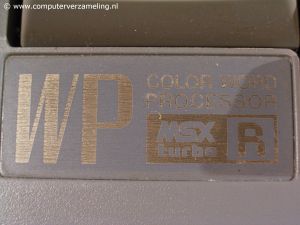 © www.computerverzameling.nl
WP
COLOR WORD
PROCESSOR
MSX
turbo R